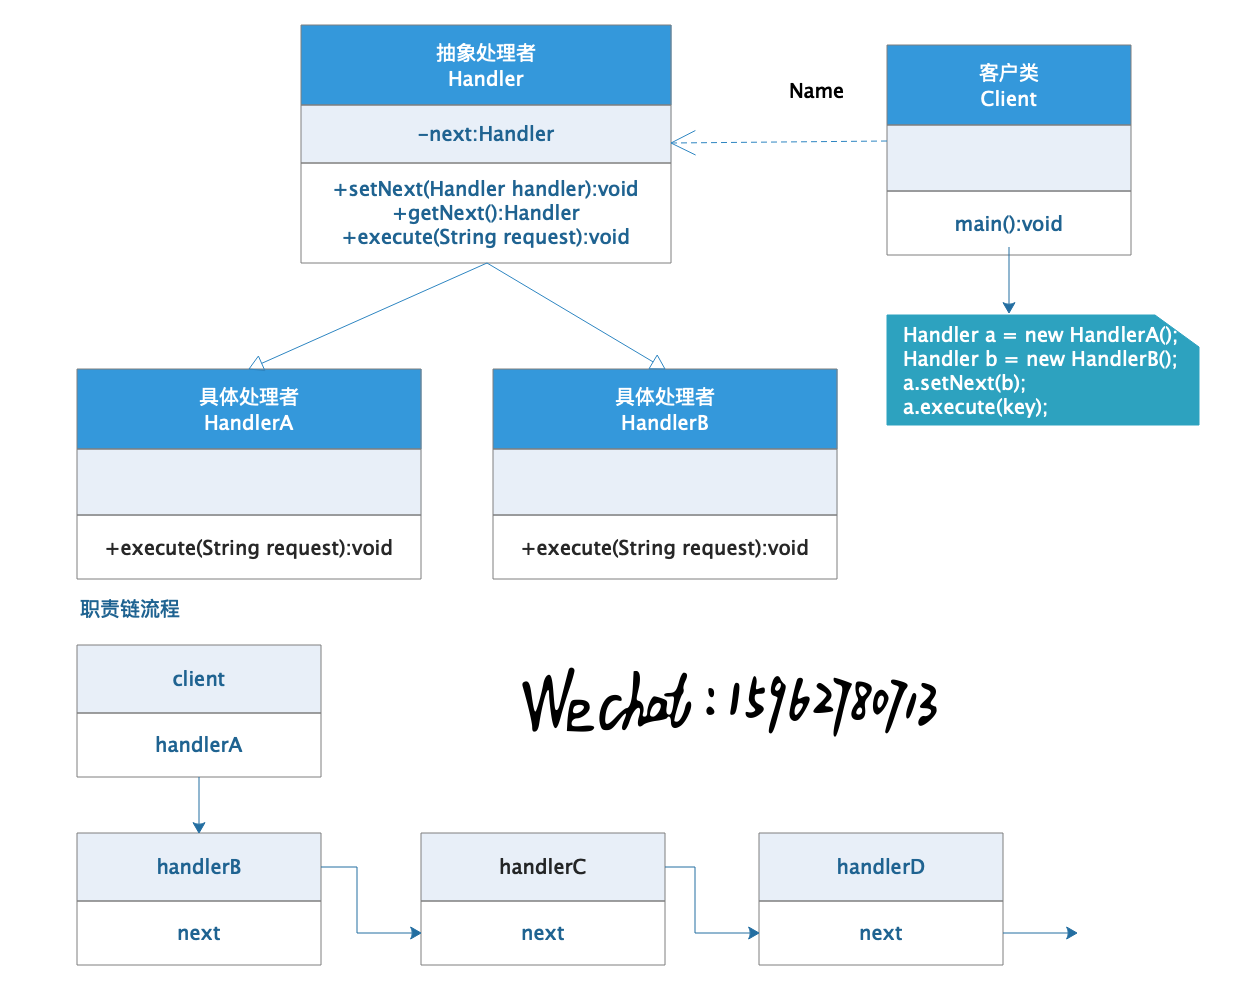 抽象处理者
Handler
-next:Handler
+setNext(Handler handler):void
+getNext():Handler
+execute(String request):void
Name
客户类
Client
main():void
Handler a = new HandlerA();
Handler b = new HandlerB();
a.setNext(b);
a.execute(key);
具体处理者
HandlerA
+execute(String request):void
具体处理者
HandlerB
+execute(String request):void
职责链流程
client
handlerA
Wechat:15962780713
handlerB
next
handlerC
next
handlerD
next